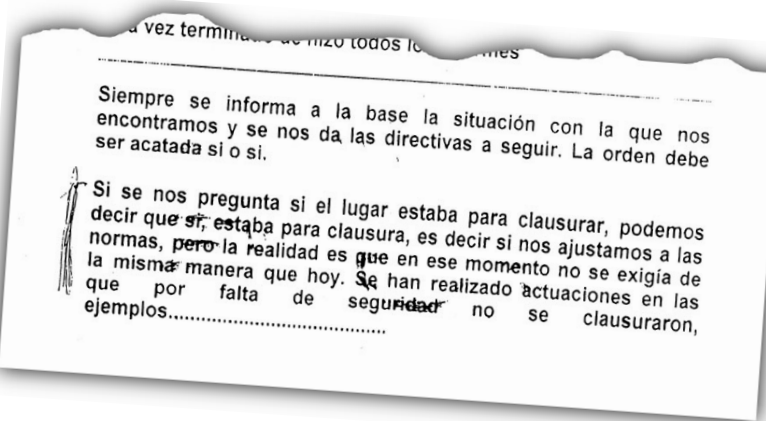 vez terminado se hizo todos los
Siempre se informa a la base la situación con la que nos
encontramos y se nos da las directivas a seguir. La orden debe
ser acatada si o si.
Si se nos pregunta si el lugar estaba para clausurar, podemos
decir que si, estaba para clausura, es decir si nos ajustamos a las
normas, pero la realidad es que en ese momento no se exigía de
la misma manera que hoy. Se han realizado actuaciones en las
que por falta de seguridad no se clausuraron,
ejemplos........................................